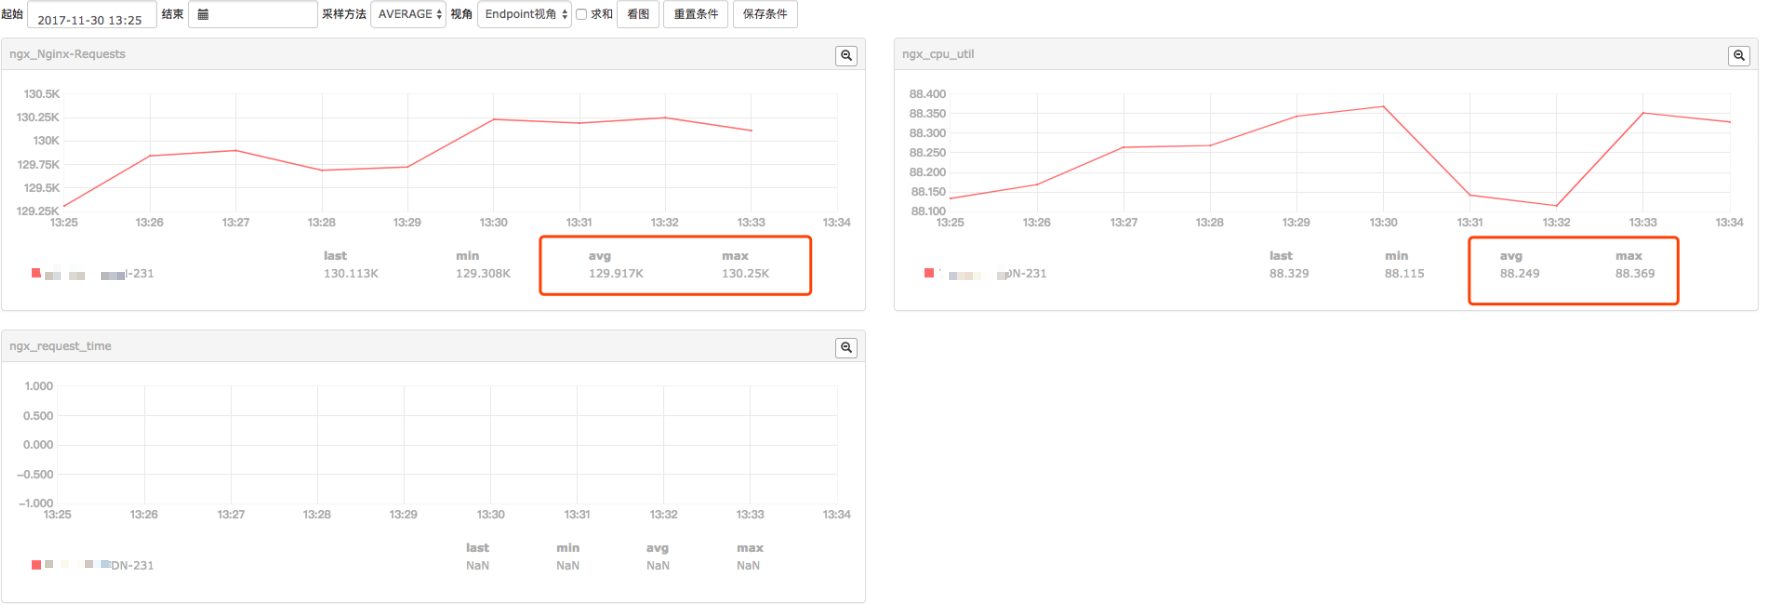 起始 2017-11-30 13:25 结束 采样方法 AVERAGE 视角 Endpoint视角 求和 看图 重置条件 保存条件
ngx_Nginx-Requests
130.5K
130.25K
130K
129.75K
129.5K
129.25K
13:25 13:26 13:27 13:28 13:29 13:30 13:31 13:32 13:33 13:34
last min avg max
-231 130.113K 129.308K 129.917K 130.25K
ngx_cpu_util
88.400
88.350
88.300
88.250
88.200
88.150
88.100
13:25 13:26 13:27 13:28 13:29 13:30 13:31 13:32 13:33 13:34
last min avg max
DN-231 88.329 88.115 88.249 88.369
ngx_request_time
1.000
0.500
0.000
-0.500
-1.000
13:25 13:26 13:27 13:28 13:29 13:30 13:31 13:32 13:33 13:34
last min avg max
DN-231 NaN NaN NaN NaN